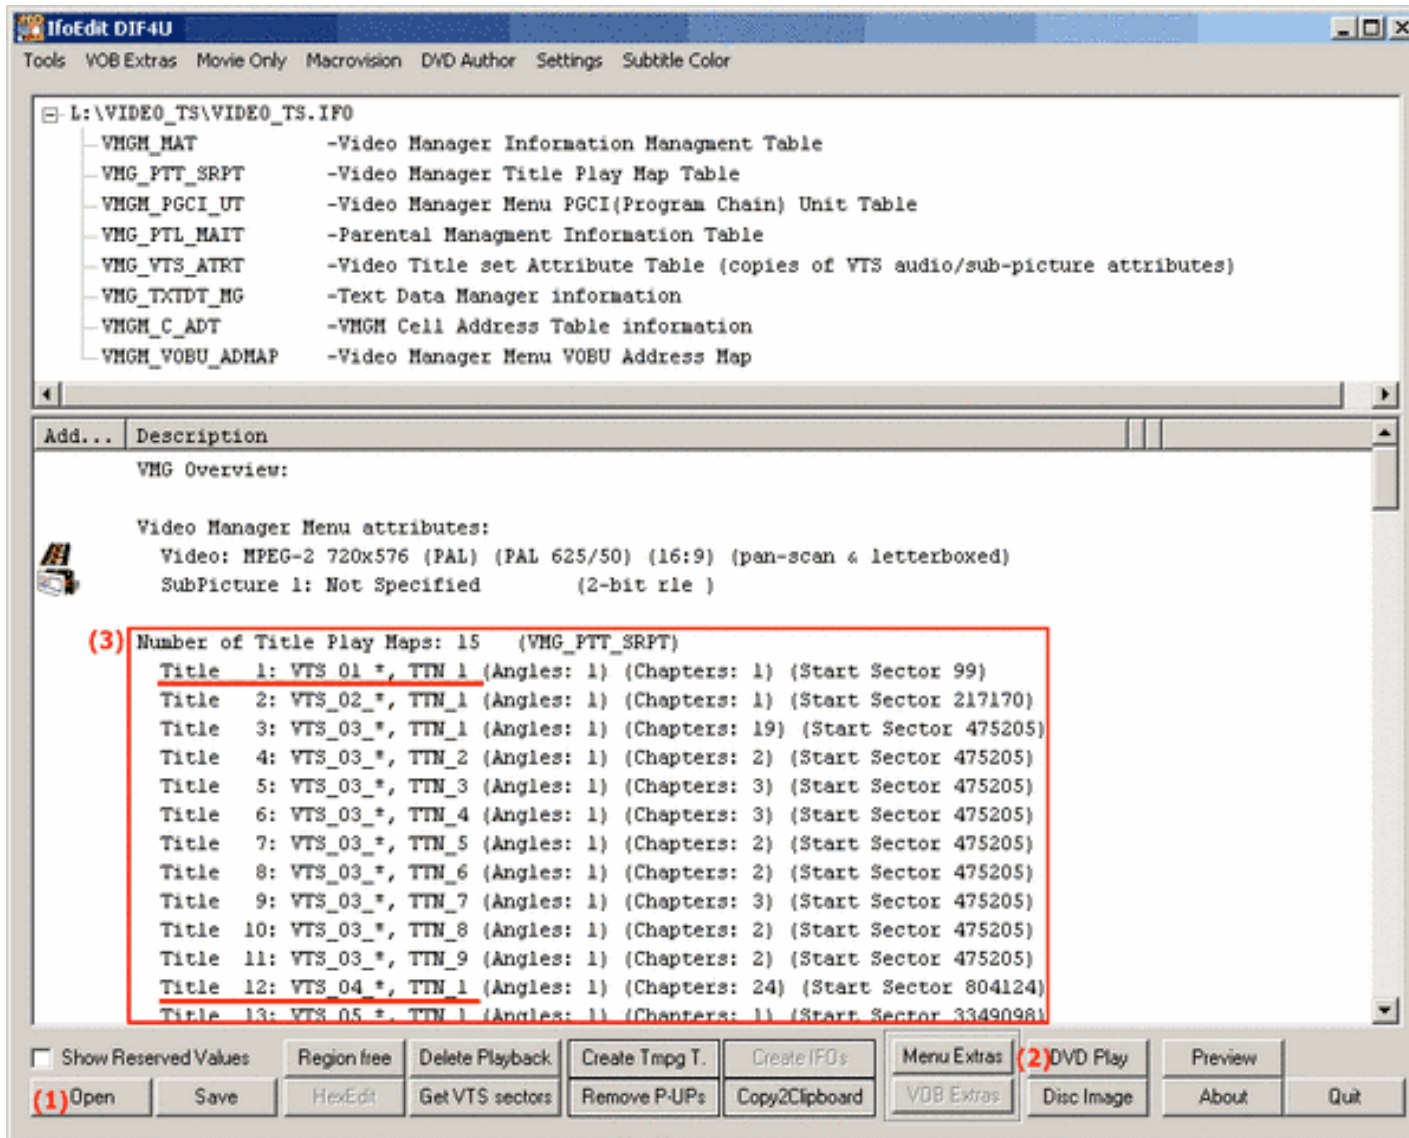 IfoEdit DIF4U
Tools VOB Extras Movie Only Macrovision DVD Author Settings Subtitle Color
L:\VIDEO_TS\VIDEO_TS.IFO
VMGM_MAT -Video Manager Information Managment Table
VMG_PTT_SRPT -Video Manager Title Play Map Table
VMGM_PGCI_UT -Video Manager Menu PGCI(Program Chain) Unit Table
VMG_PTL_MAIT -Parental Managment Information Table
VMG_VTS_ATRT -Video Title set Attribute Table (copies of VTS audio/sub-picture attributes)
VMG_TXTDT_MG -Text Data Manager information
VMGM_C_ADT -VMGM Cell Address Table information
VMGM_VOBU_ADMAP -Video Manager Menu VOBU Address Map
Add... Description
VMG Overview:
Video Manager Menu attributes:
Video: MPEG-2 720x576 (PAL) (PAL 625/50) (16:9) (pan-scan & letterboxed)
SubPicture 1: Not Specified (2-bit rle )
(3) Number of Title Play Maps: 15 (VMG_PTT_SRPT)
Title 1: VTS_01_*, TTN_1 (Angles: 1) (Chapters: 1) (Start Sector 99)
Title 2: VTS_02_*, TTN_1 (Angles: 1) (Chapters: 1) (Start Sector 217170)
Title 3: VTS_03_*, TTN_1 (Angles: 1) (Chapters: 19) (Start Sector 475205)
Title 4: VTS_03_*, TTN_2 (Angles: 1) (Chapters: 2) (Start Sector 475205)
Title 5: VTS_03_*, TTN_3 (Angles: 1) (Chapters: 3) (Start Sector 475205)
Title 6: VTS_03_*, TTN_4 (Angles: 1) (Chapters: 3) (Start Sector 475205)
Title 7: VTS_03_*, TTN_5 (Angles: 1) (Chapters: 2) (Start Sector 475205)
Title 8: VTS_03_*, TTN_6 (Angles: 1) (Chapters: 2) (Start Sector 475205)
Title 9: VTS_03_*, TTN_7 (Angles: 1) (Chapters: 3) (Start Sector 475205)
Title 10: VTS_03_*, TTN_8 (Angles: 1) (Chapters: 2) (Start Sector 475205)
Title 11: VTS_03_*, TTN_9 (Angles: 1) (Chapters: 2) (Start Sector 475205)
Title 12: VTS_04_*, TTN_1 (Angles: 1) (Chapters: 24) (Start Sector 804124)
Title 13: VTS_05_*, TTN_1 (Angles: 1) (Chapters: 1) (Start Sector 3349098)
Show Reserved Values Region free Delete Playback Create Tmpg T. Create IFOs Menu Extras (2) DVD Play Preview
(1) Open Save HexEdit Get VTS sectors Remove P-UPs Copy2Clipboard VOB Extras Disc Image About Quit